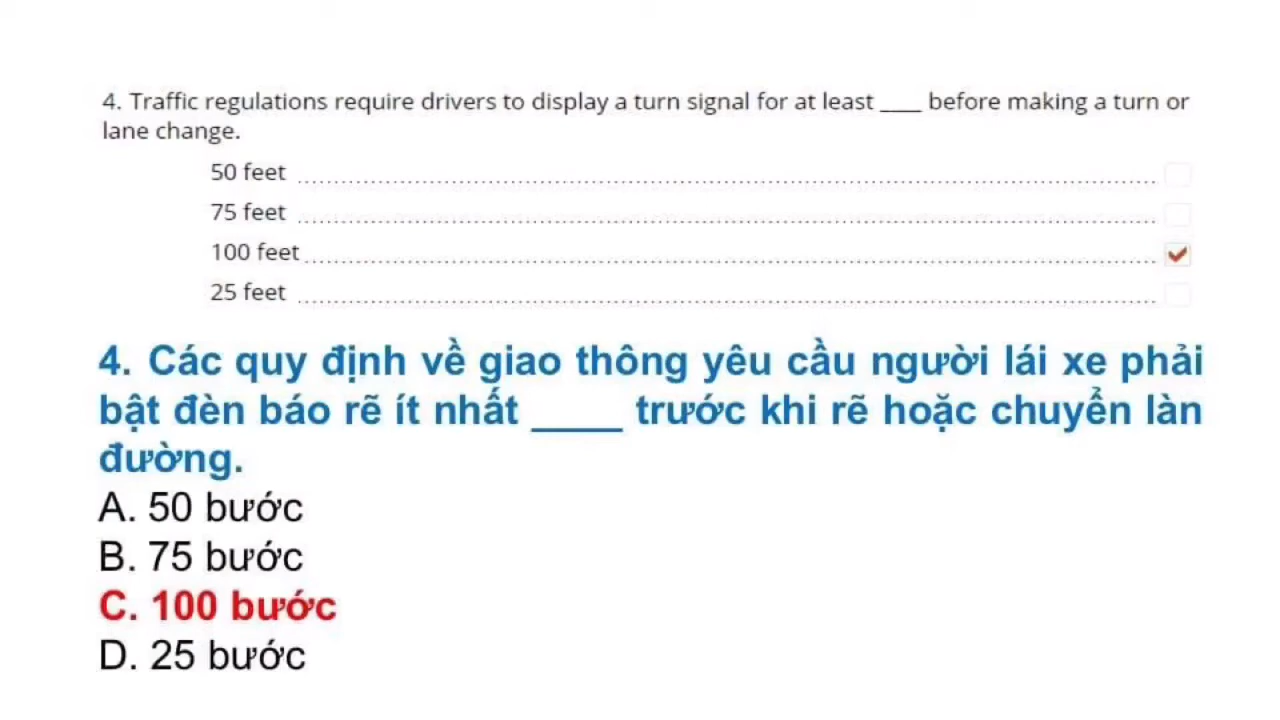 4. Traffic regulations require drivers to display a turn signal for at least ____ before making a turn or
lane change.
50 feet
75 feet
100 feet
25 feet
4. Các quy định về giao thông yêu cầu người lái xe phải
bật đèn báo rẽ ít nhất ____ trước khi rẽ hoặc chuyển làn
đường.
A. 50 bước
B. 75 bước
C. 100 bước
D. 25 bước